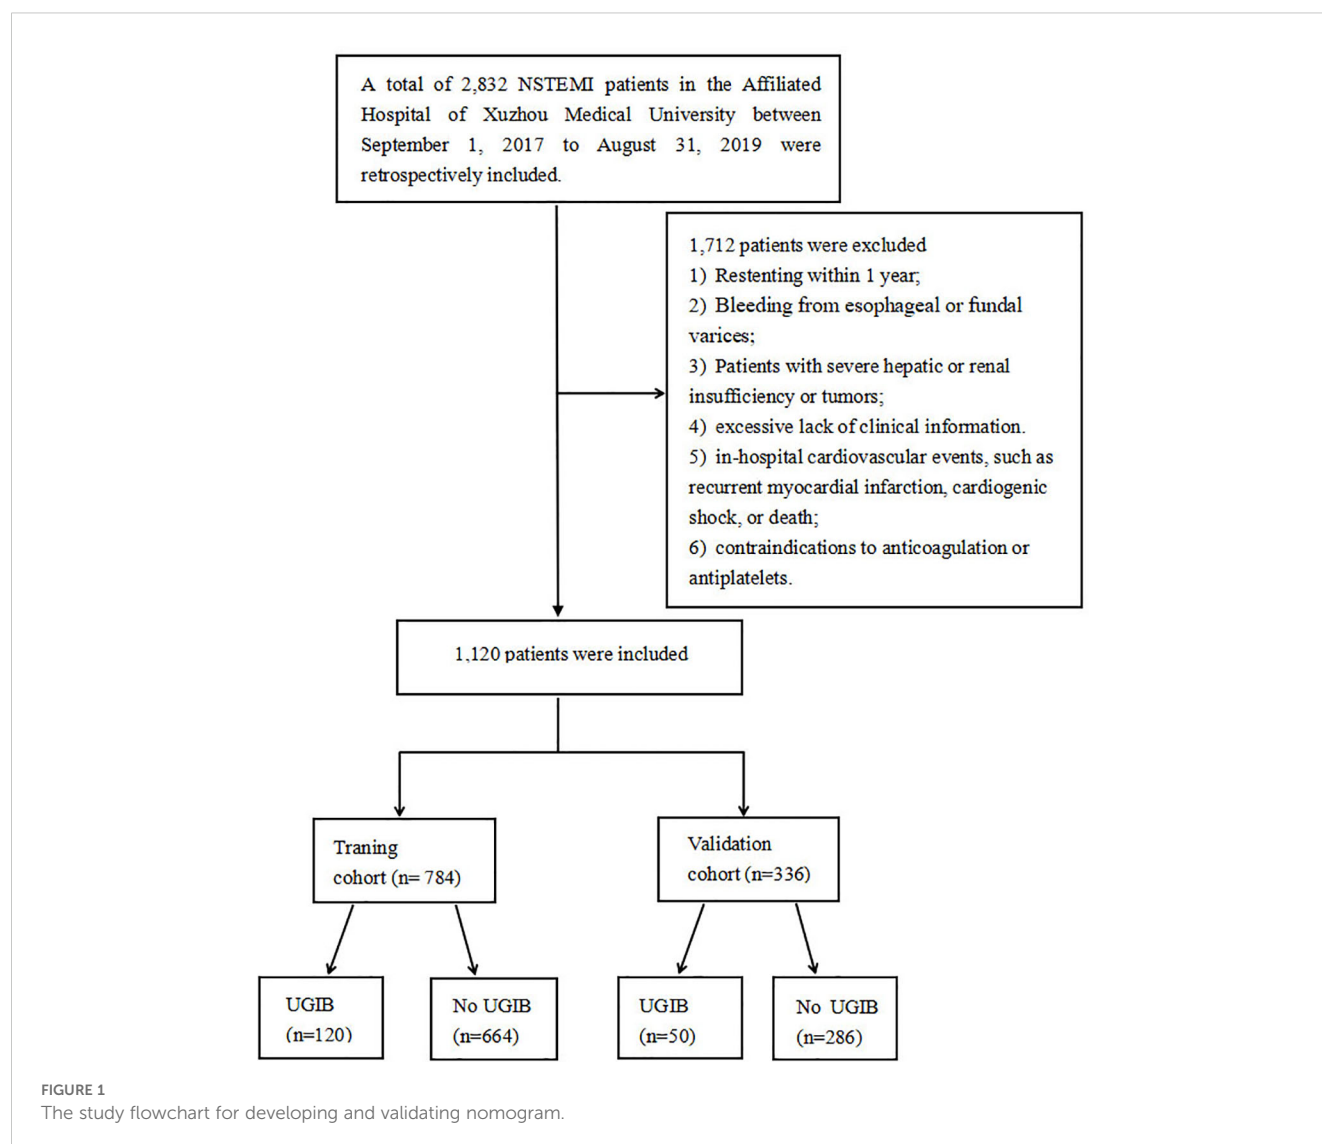 A total of 2,832 NSTEMI patients in the Affiliated
Hospital of Xuzhou Medical University between
September 1, 2017 to August 31, 2019 were
retrospectively included.
1,712 patients were excluded
1) Restenting within 1 year;
2) Bleeding from esophageal or fundal
varices;
3) Patients with severe hepatic or renal
insufficiency or tumors;
4) excessive lack of clinical information.
5) in-hospital cardiovascular events, such as
recurrent myocardial infarction, cardiogenic
shock, or death;
6) contraindications to anticoagulation or
antiplatelets.
1,120 patients were included
Traning
cohort (n= 784)
Validation
cohort (n=336)
UGIB
(n=120)
No UGIB
(n=664)
UGIB
(n=50)
No UGIB
(n=286)
FIGURE 1
The study flowchart for developing and validating nomogram.